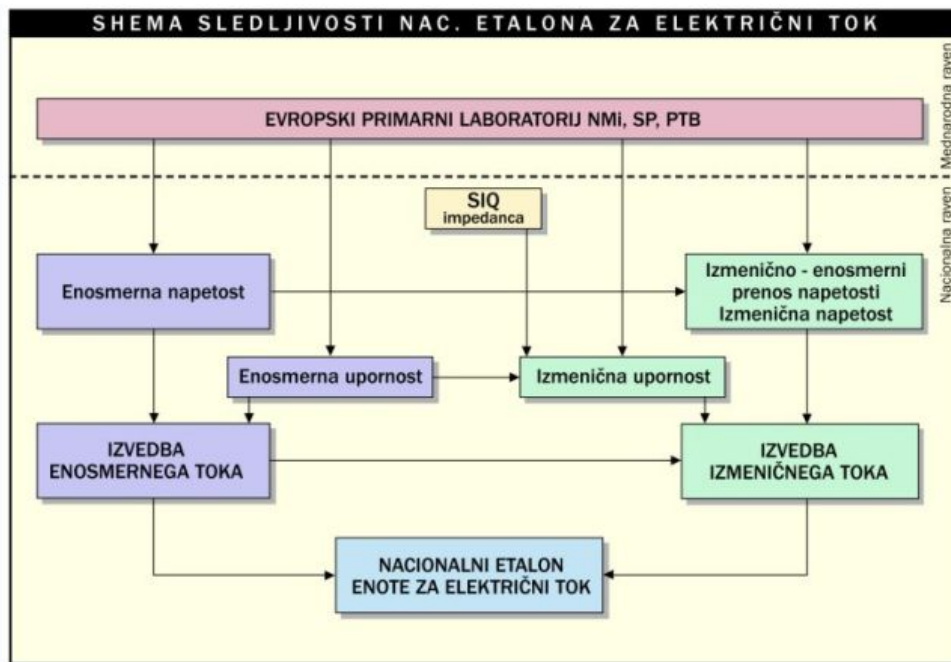 SHEMA SLEDLJIVOSTI NAC. ETALONA ZA ELEKTRIČNI TOK
Mednarodna raven
EVROPSKI PRIMARNI LABORATORIJ NMi, SP, PTB
Nacionalna raven
SIQ
impedanca
Enosmerna napetost
Izmenično - enosmerni
prenos napetosti
Izmenična napetost
Enosmerna upornost
Izmenična upornost
IZVEDBA
ENOSMERNEGA TOKA
IZVEDBA
IZMENIČNEGA TOKA
NACIONALNI ETALON
ENOTE ZA ELEKTRIČNI TOK